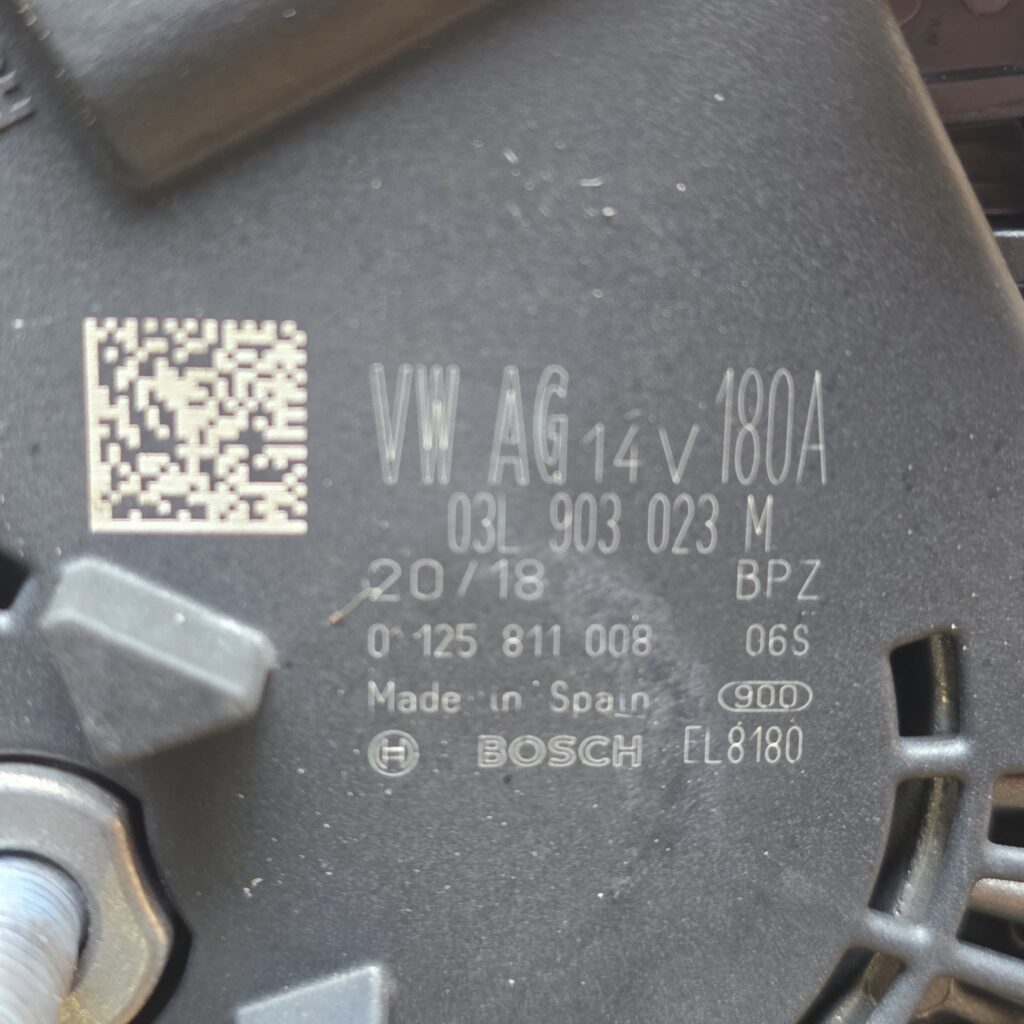 VW AG 14V 180A
03L 903 023 M
20/18 BPZ
0 125 811 008 06S
Made in Spain 900
BOSCH EL8180